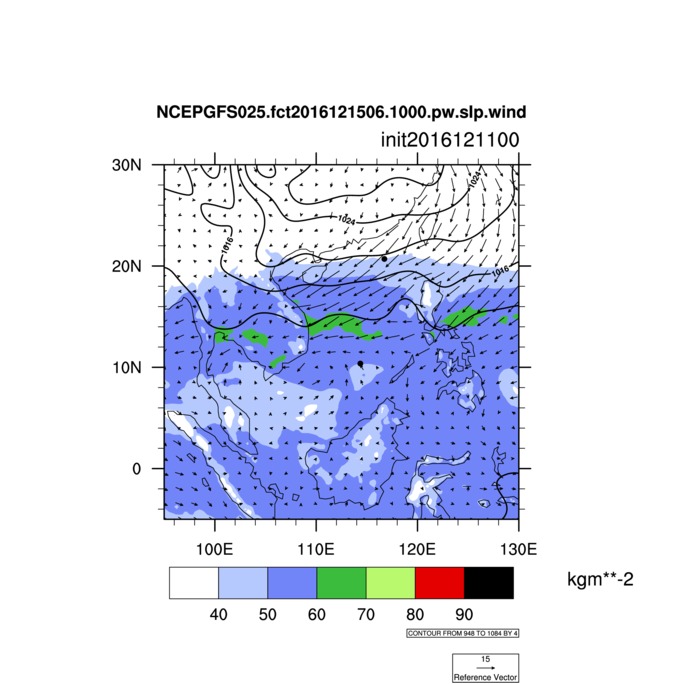 NCEPGFS025.fct2016121506.1000.pw.slp.wind
init2016121100
30N
1024
1024
1016
20N
1016
10N
0
100E 110E 120E 130E
kgm**-2
40 50 60 70 80 90
CONTOUR FROM 948 TO 1084 BY 4
15
Reference Vector